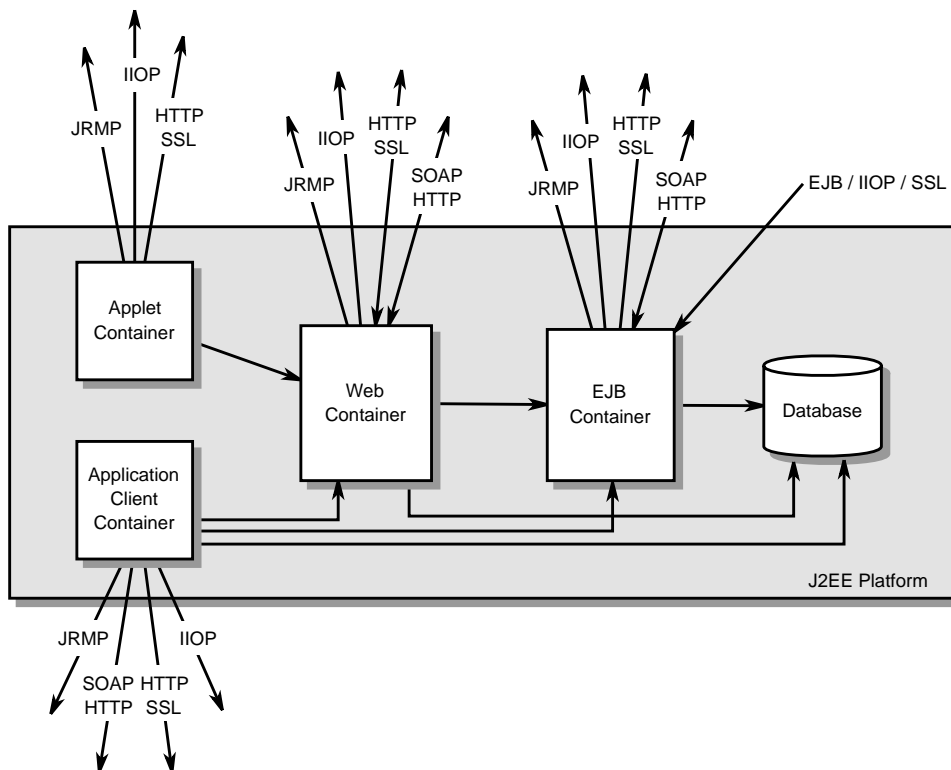 IIOP
JRMP
HTTP
SSL
IIOP
HTTP
SSL
JRMP
SOAP
HTTP
IIOP
HTTP
SSL
JRMP
SOAP
HTTP
EJB / IIOP / SSL
Applet
Container
Web
Container
EJB
Container
Database
Application
Client
Container
J2EE Platform
JRMP
IIOP
SOAP
HTTP
HTTP
SSL